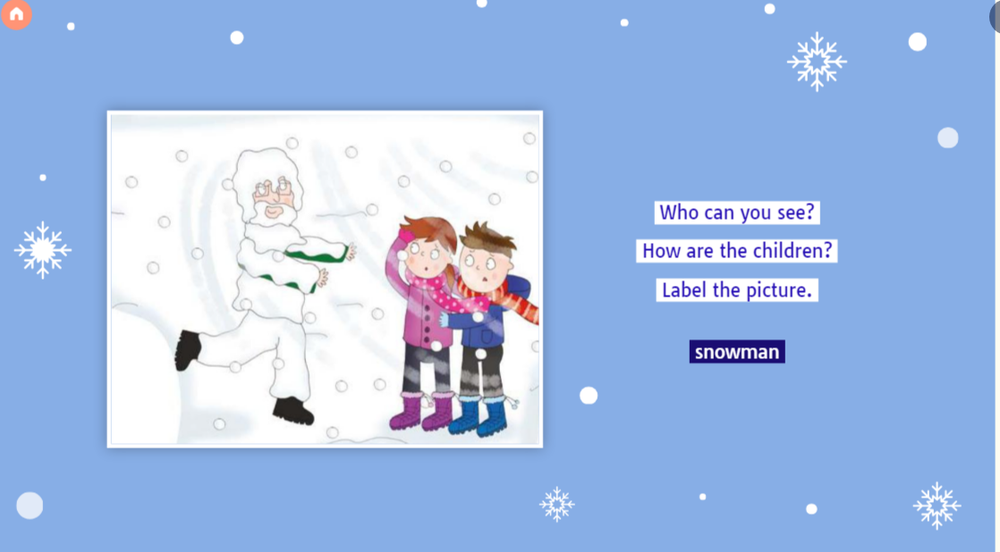 Who can you see?
How are the children?
Label the picture.
snowman